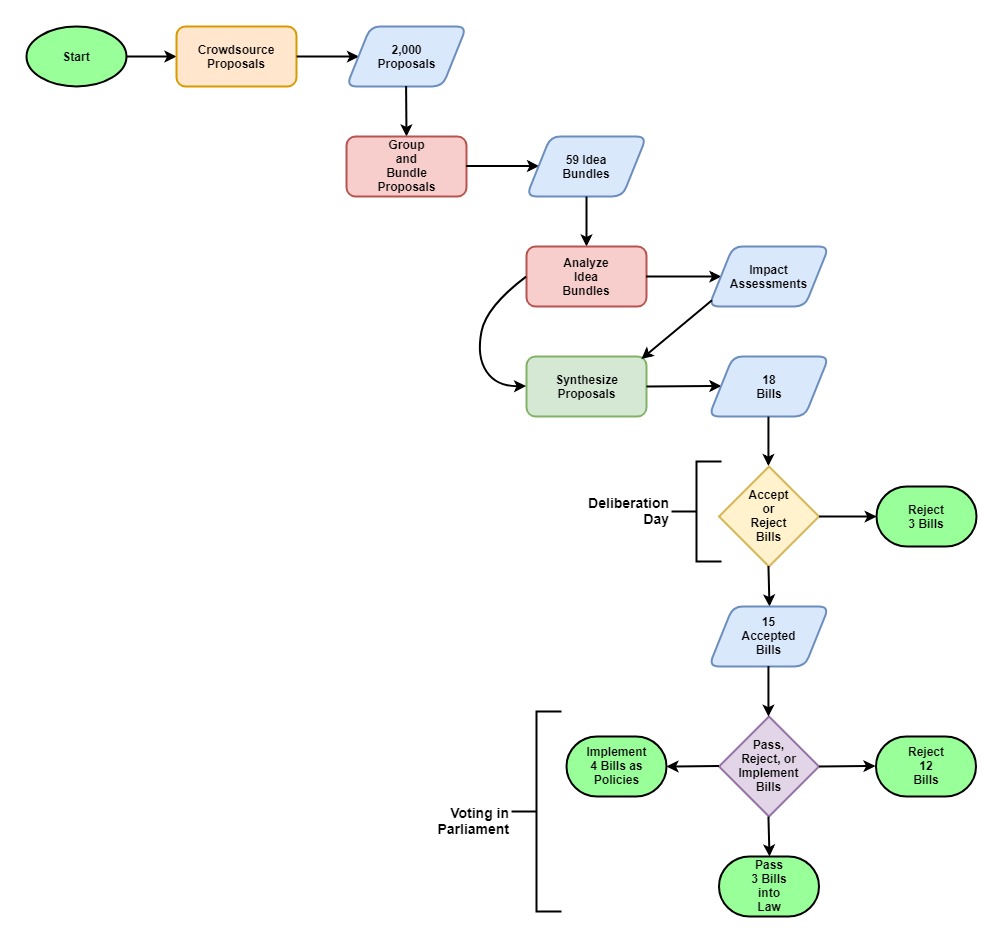 Start
Crowdsource
Proposals
2,000
Proposals
Group
and
Bundle
Proposals
59 Idea
Bundles
Analyze
Idea
Bundles
Impact
Assessments
Synthesize
Proposals
18
Bills
Deliberation
Day
Accept
or
Reject
Bills
Reject
3 Bills
15
Accepted
Bills
Voting in
Parliament
Implement
4 Bills as
Policies
Pass,
Reject, or
Implement
Bills
Reject
12
Bills
Pass
3 Bills
into
Law